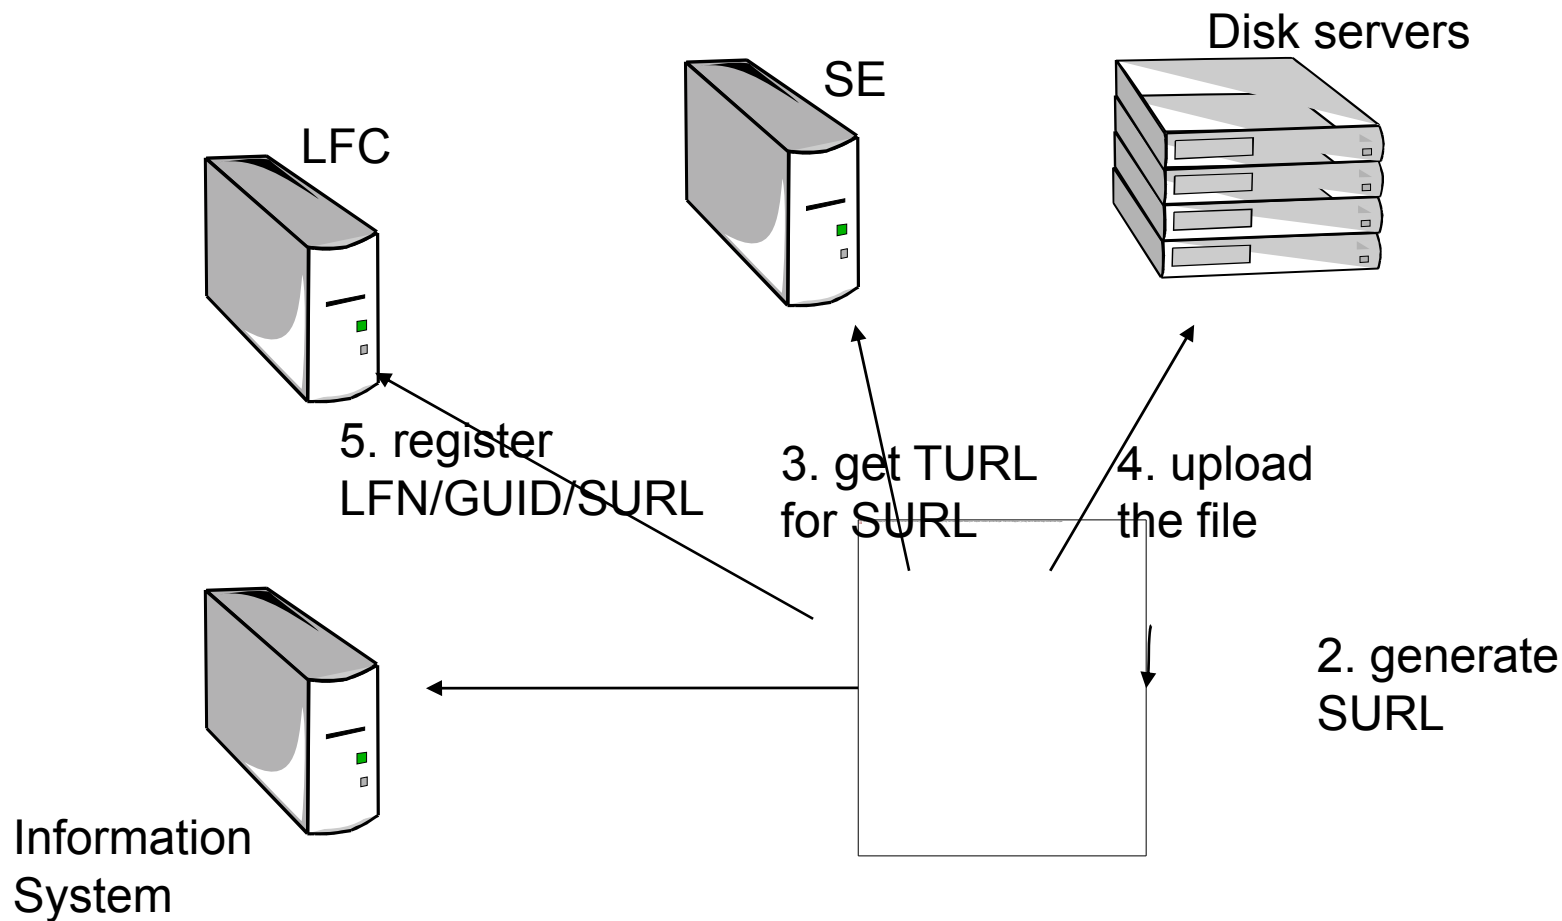 Disk servers
SE
LFC
5. register
LFN/GUID/SURL
3. get TURL
for SURL
4. upload
the file
2. generate
SURL
Information
System